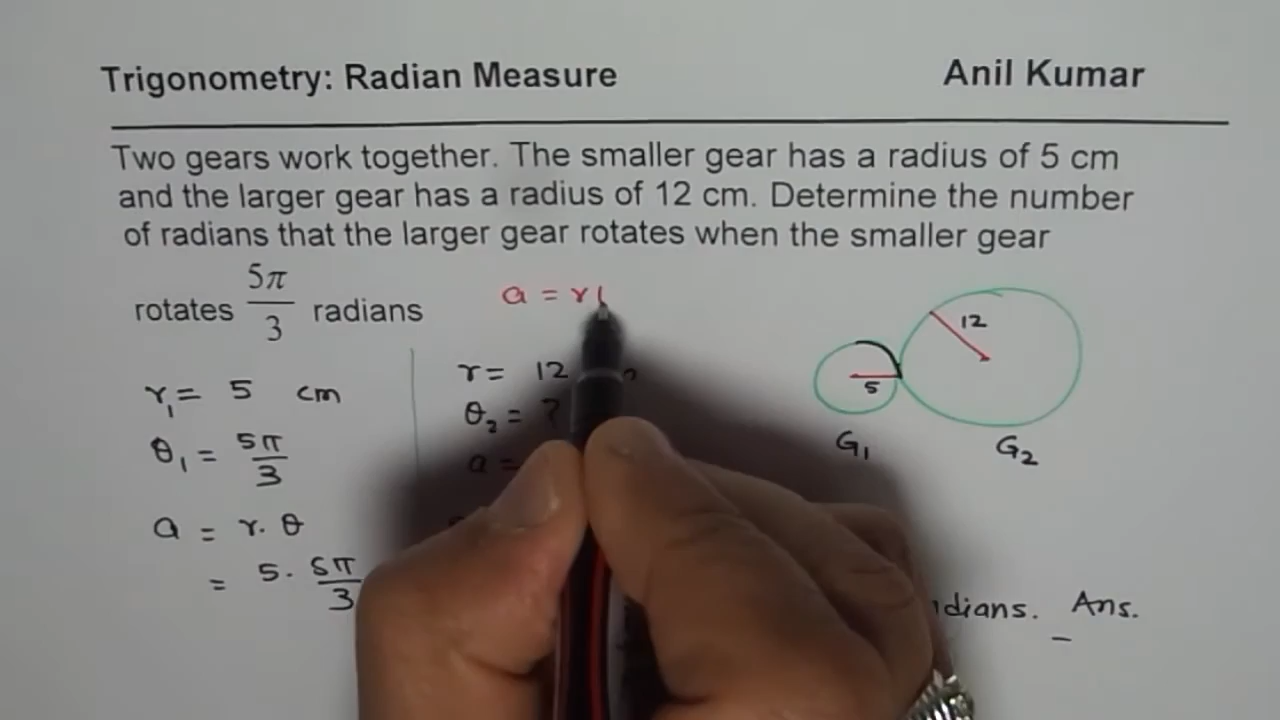 Trigonometry: Radian Measure
Anil Kumar
Two gears work together. The smaller gear has a radius of 5 cm
and the larger gear has a radius of 12 cm. Determine the number
of radians that the larger gear rotates when the smaller gear
rotates 5π/3 radians
a = r
r₁ = 5 cm
θ₁ = 5π/3
a = r. θ
= 5. 5π/3
r = 12
θ₂ = ?
a =
12
5
G₁
G₂
Ans.